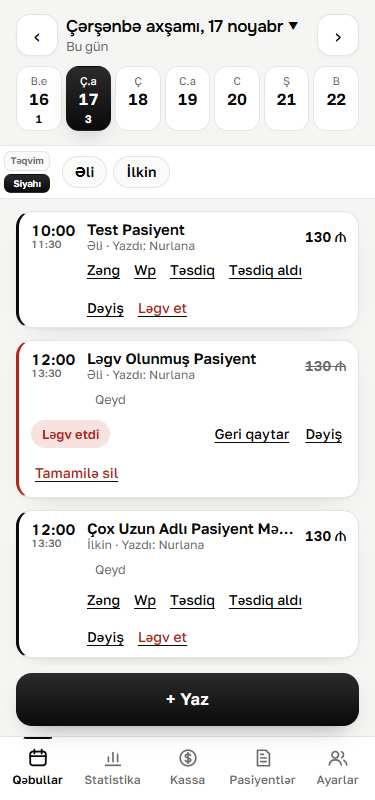 ‹
Çərşənbə axşamı, 17 noyabr ▼
Bu gün
›
B.e Ç.a Ç C.a C Ş B
16 17 18 19 20 21 22
1 3
Təqvim
Siyahı
Əli İlkin
10:00 Test Pasiyent 130 ₼
11:30 Əli · Yazdı: Nurlana
Zəng Wp Təsdiq Təsdiq aldı
Dəyiş Ləgv et
12:00 Ləgv Olunmuş Pasiyent 130 ₼
13:30 Əli · Yazdı: Nurlana
Qeyd
Ləgv etdi Geri qaytar Dəyiş
Tamamilə sil
12:00 Çox Uzun Adlı Pasiyent Mə... 130 ₼
13:30 İlkin · Yazdı: Nurlana
Qeyd
Zəng Wp Təsdiq Təsdiq aldı
Dəyiş Ləgv et
+ Yaz
Qəbullar Statistika Kassa Pasiyentlər Ayarlar